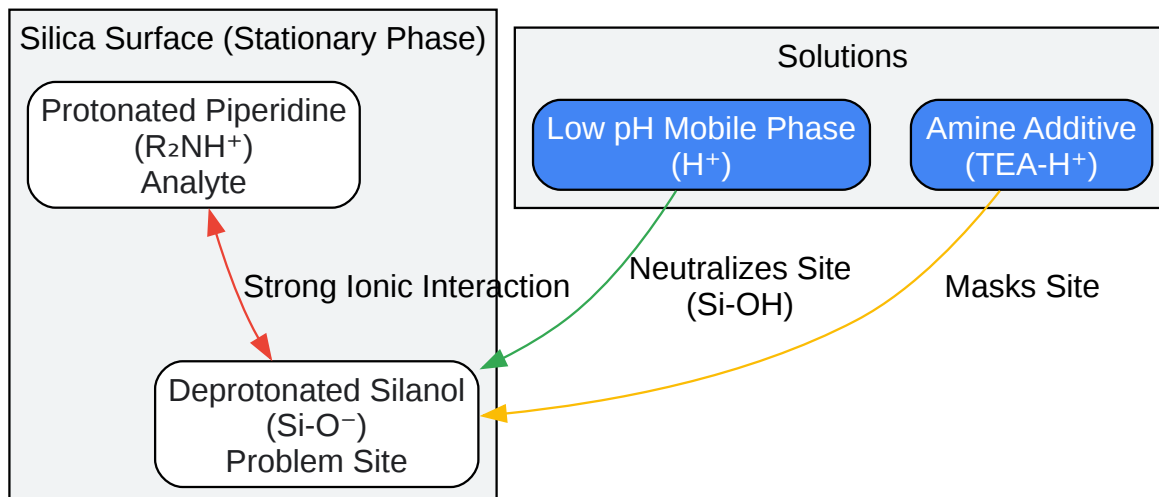 Silica Surface (Stationary Phase)
Protonated Piperidine
(R₂NH⁺)
Analyte
Solutions
Low pH Mobile Phase
(H⁺)
Amine Additive
(TEA-H⁺)
Strong Ionic Interaction
Neutralizes Site
(Si-OH)
Masks Site
Deprotonated Silanol
(Si-O⁻)
Problem Site